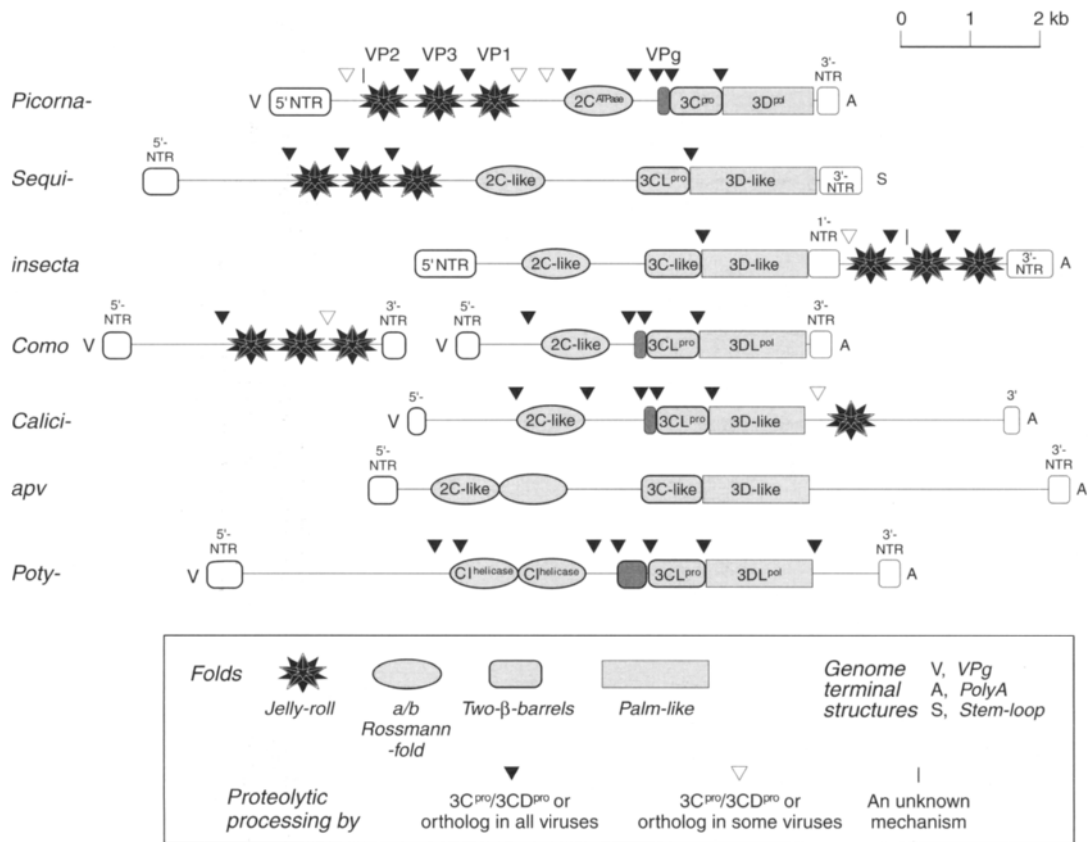 0 1 2 kb
VP2 VP3 VP1 VPg 3'-
NTR
Picorna- V 5'NTR 2C^ATPase 3C^pro 3D^pol A
5'-
NTR
Sequi- 2C-like 3CL^pro 3D-like 3'-
NTR S
1'-
NTR
insecta 5'NTR 2C-like 3C-like 3D-like 3'-
NTR A
5'-
NTR 3'-
NTR 5'-
NTR 3'-
NTR
Como V V 2C-like 3CL^pro 3DL^pol A
Calici- V 5'- 2C-like 3CL^pro 3D-like 3' A
5'-
NTR 3'-
NTR
apv 2C-like 3C-like 3D-like A
5'-
NTR 3'-
NTR
Poty- V CI^helicase CI^helicase 3CL^pro 3DL^pol A
Folds
Jelly-roll
a/b
Rossmann
-fold
Two-β-barrels
Palm-like
Genome
terminal
structures
V, VPg
A, PolyA
S, Stem-loop
Proteolytic
processing by
3C^pro/3CD^pro or
ortholog in all viruses
3C^pro/3CD^pro or
ortholog in some viruses
An unknown
mechanism